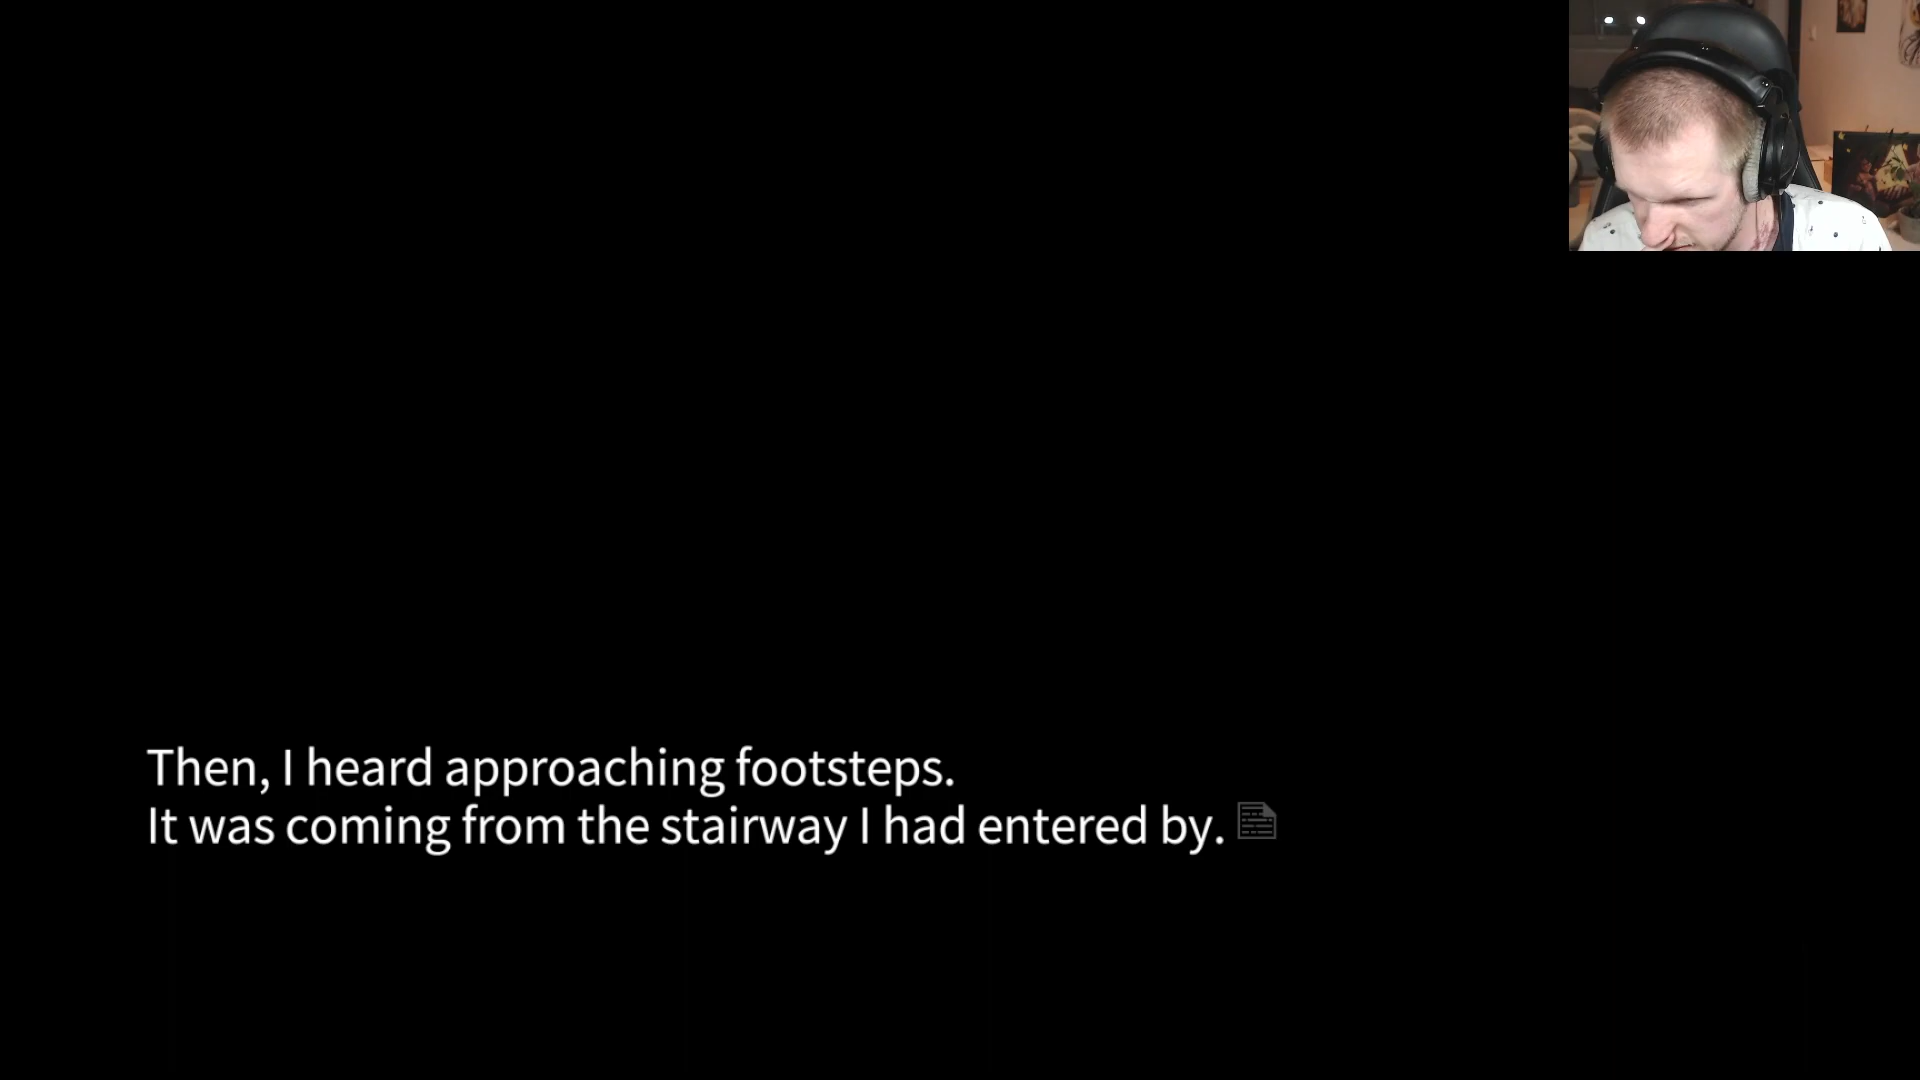 Then, I heard approaching footsteps.
It was coming from the stairway I had entered by.